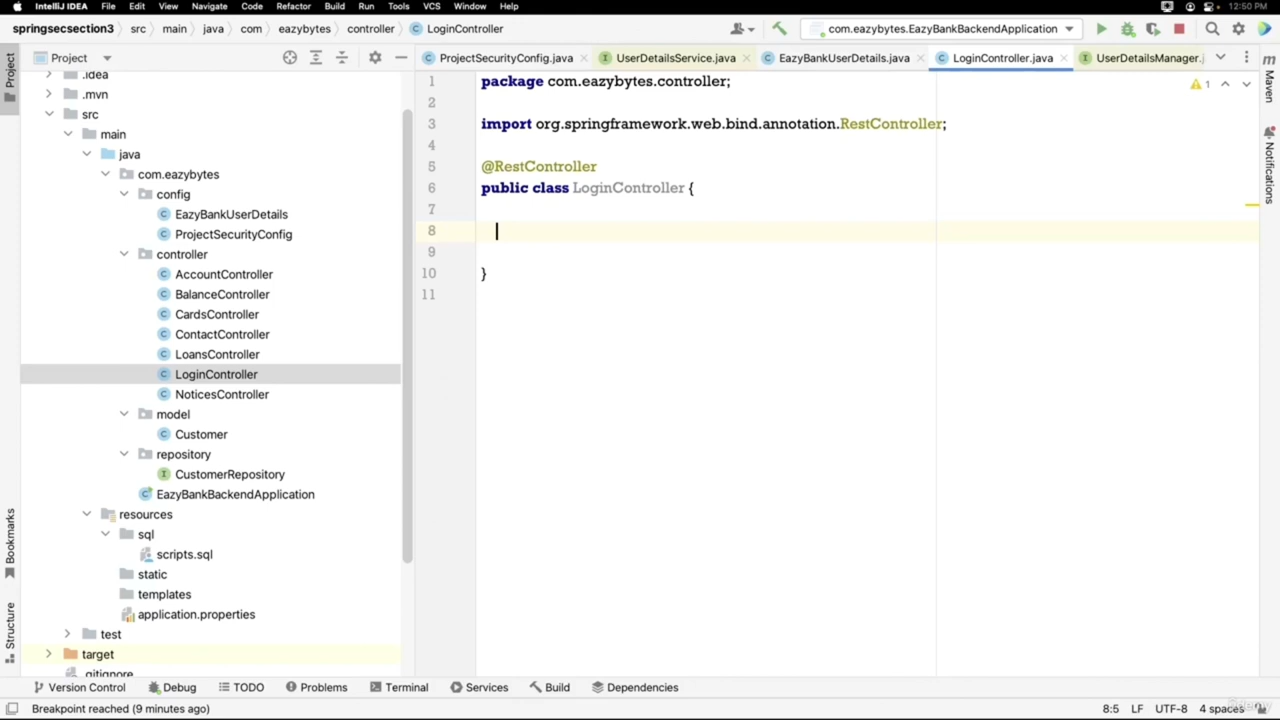 IntelliJ IDEA File Edit View Navigate Code Refactor Build Run Tools VCS Window Help 12:50 PM
springsecsection3 src main java com eazybytes controller LoginController com.eazybytes.EazyBankBackendApplication
Project ProjectSecurityConfig.java UserDetailsService.java EazyBankUserDetails.java LoginController.java UserDetailsManager.j
Project
Maven
Notifications
Bookmarks
Structure
.idea
.mvn
src
main
java
com.eazybytes
config
EazyBankUserDetails
ProjectSecurityConfig
controller
AccountController
BalanceController
CardsController
ContactController
LoansController
LoginController
NoticesController
model
Customer
repository
CustomerRepository
EazyBankBackendApplication
resources
sql
scripts.sql
static
templates
application.properties
test
target
.gitignore
1 package com.eazybytes.controller;
2
3 import org.springframework.web.bind.annotation.RestController;
4
5 @RestController
6 public class LoginController {
7
8
9
10 }
11
1
Version Control Debug TODO Problems Terminal Services Build Dependencies
Breakpoint reached (9 minutes ago) 8:5 LF UTF-8 4 spaces